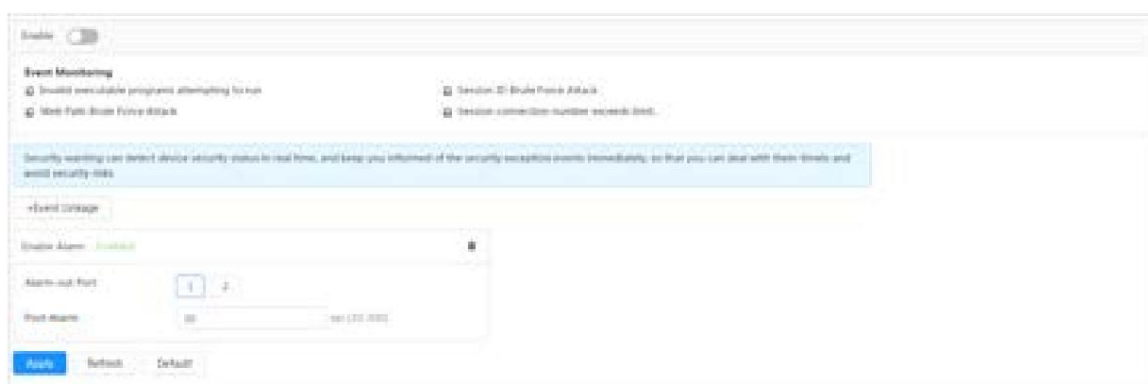 Enable
Event Monitoring
Invalid executable programs attempting to run
Session ID Brute Force Attack
Web Path Brute Force Attack
Session connection number exceeds limit.
Security warning can detect device security status in real time, and keep you informed of the security exception events immediately, so that you can deal with them timely and
avoid security risks.
+Event Linkage
Enable Alarm Enabled
Alarm-out Port 1 2
Post-Alarm sec
Apply Refresh Default